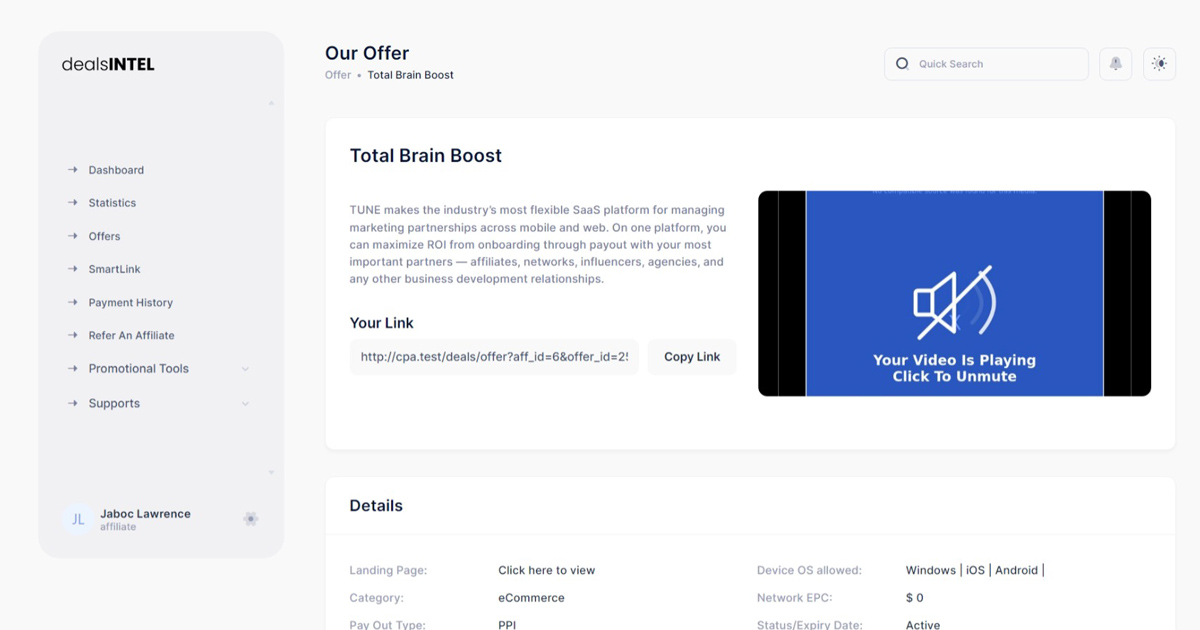 dealsINTEL
Dashboard
Statistics
Offers
SmartLink
Payment History
Refer An Affiliate
Promotional Tools
Supports
JL
Jaboc Lawrence
affiliate
Our Offer
Offer • Total Brain Boost
Quick Search
Total Brain Boost
TUNE makes the industry's most flexible SaaS platform for managing
marketing partnerships across mobile and web. On one platform, you
can maximize ROI from onboarding through payout with your most
important partners — affiliates, networks, influencers, agencies, and
any other business development relationships.
Your Link
http://cpa.test/deals/offer?aff_id=6&offer_id=2
Copy Link
Your Video Is Playing
Click To Unmute
Details
Landing Page: Click here to view
Category: eCommerce
Pay Out Type: PPI
Device OS allowed: Windows | iOS | Android |
Network EPC: $ 0
Status/Expiry Date: Active